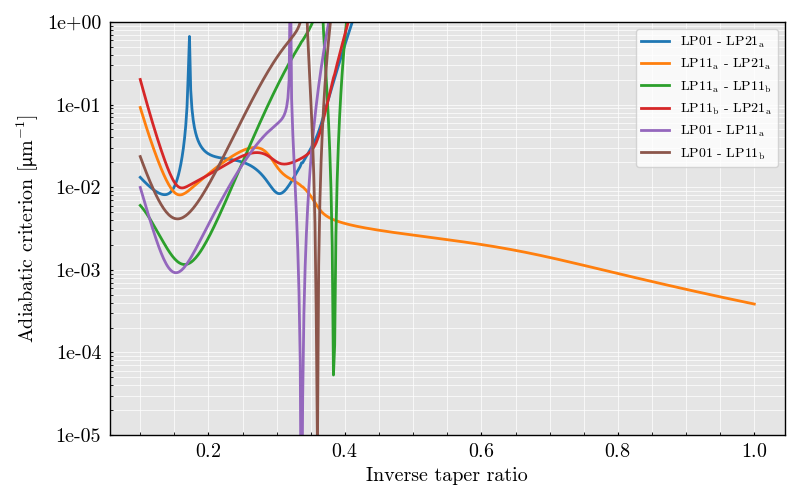 1e+00
1e-01
1e-02
1e-03
1e-04
1e-05
Adiabatic criterion [μm⁻¹]
0.2 0.4 0.6 0.8 1.0
Inverse taper ratio
LP01 - LP21ₐ
LP11ₐ - LP21ₐ
LP11ₐ - LP11_b
LP11_b - LP21ₐ
LP01 - LP11ₐ
LP01 - LP11_b